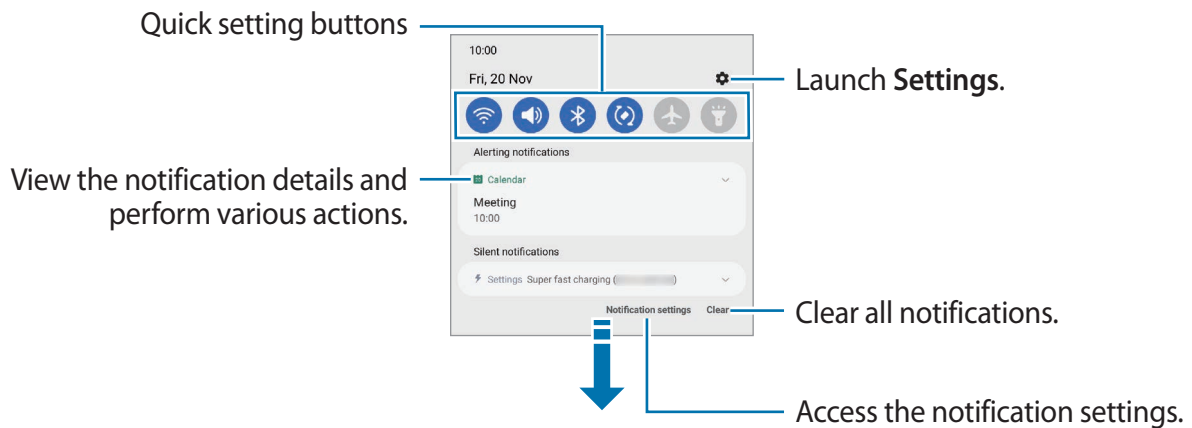 Quick setting buttons
10:00
Fri, 20 Nov
Launch Settings.
Alerting notifications
View the notification details and
perform various actions.
Calendar
Meeting
10:00
Silent notifications
Settings Super fast charging ( )
Notification settings Clear
Clear all notifications.
Access the notification settings.